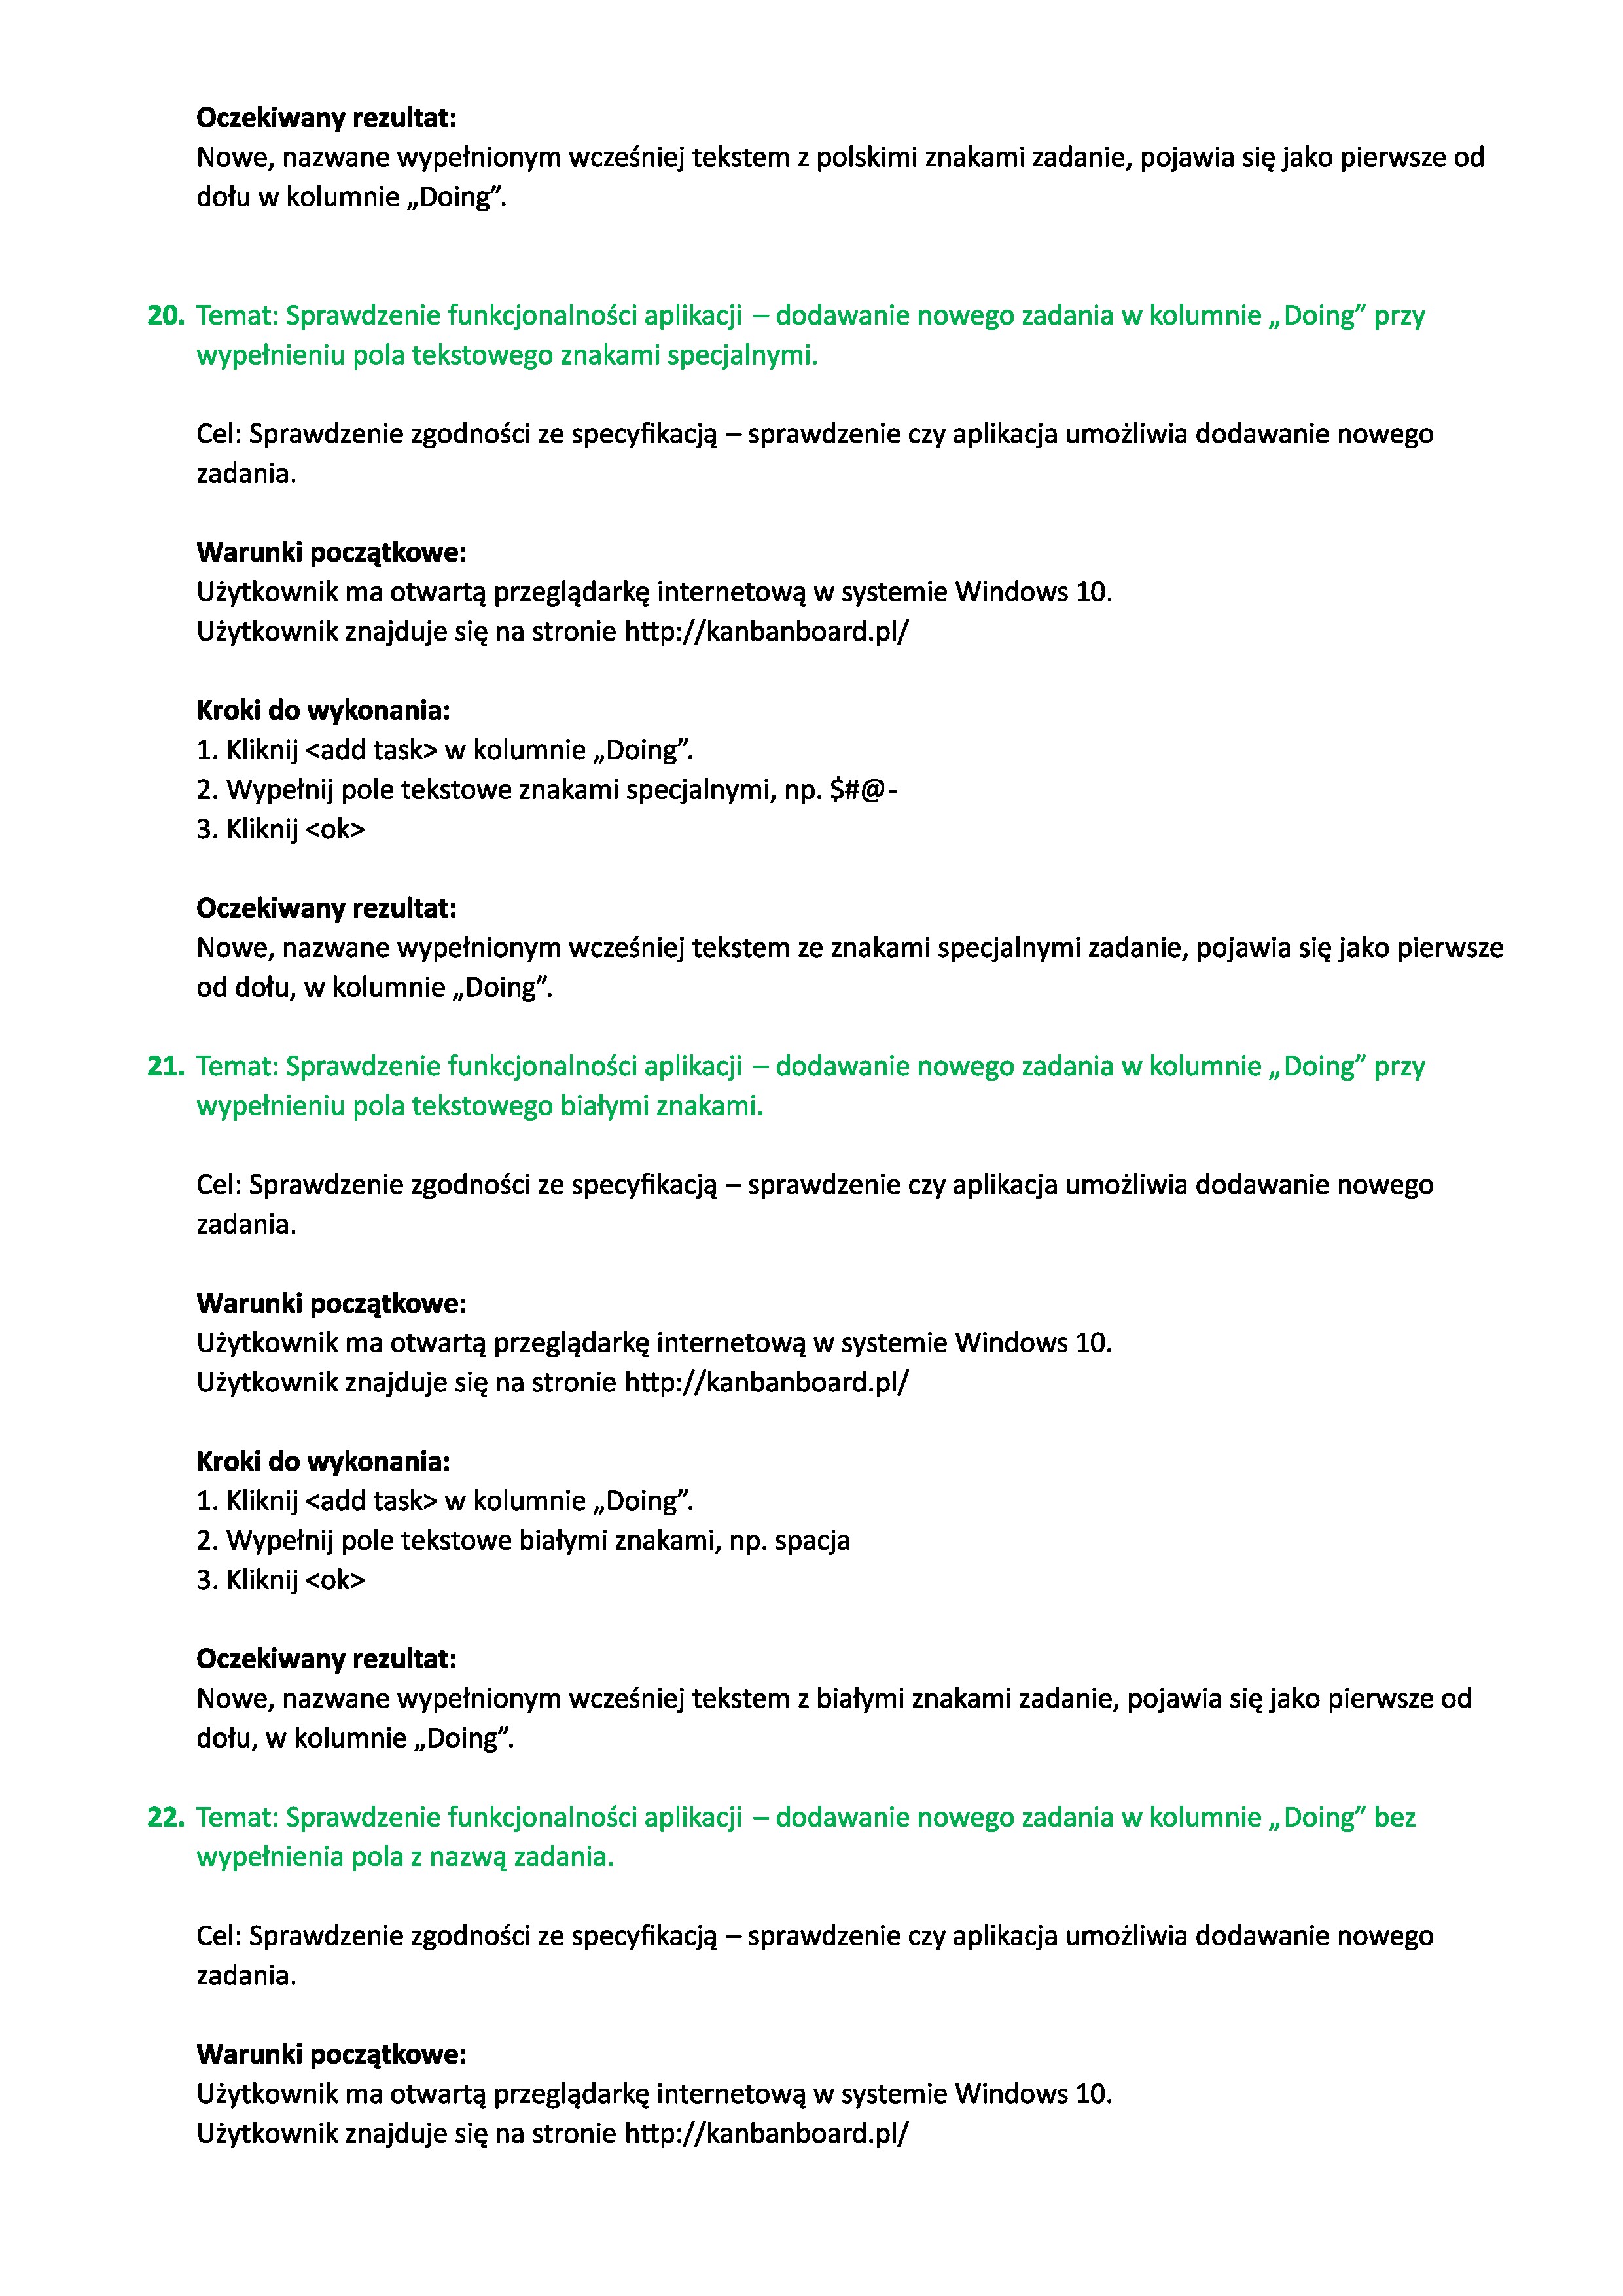 Oczekiwany rezultat:
Nowe, nazwane wypełnionym wcześniej tekstem z polskimi znakami zadanie, pojawia się jako pierwsze od
dołu w kolumnie „Doing”.
20. Temat: Sprawdzenie funkcjonalności aplikacji – dodawanie nowego zadania w kolumnie „Doing” przy
wypełnieniu pola tekstowego znakami specjalnymi.
Cel: Sprawdzenie zgodności ze specyfikacją – sprawdzenie czy aplikacja umożliwia dodawanie nowego
zadania.
Warunki początkowe:
Użytkownik ma otwartą przeglądarkę internetową w systemie Windows 10.
Użytkownik znajduje się na stronie http://kanbanboard.pl/
Kroki do wykonania:
1. Kliknij <add task> w kolumnie „Doing”.
2. Wypełnij pole tekstowe znakami specjalnymi, np. $#@-
3. Kliknij <ok>
Oczekiwany rezultat:
Nowe, nazwane wypełnionym wcześniej tekstem ze znakami specjalnymi zadanie, pojawia się jako pierwsze
od dołu, w kolumnie „Doing”.
21. Temat: Sprawdzenie funkcjonalności aplikacji – dodawanie nowego zadania w kolumnie „Doing” przy
wypełnieniu pola tekstowego białymi znakami.
Cel: Sprawdzenie zgodności ze specyfikacją – sprawdzenie czy aplikacja umożliwia dodawanie nowego
zadania.
Warunki początkowe:
Użytkownik ma otwartą przeglądarkę internetową w systemie Windows 10.
Użytkownik znajduje się na stronie http://kanbanboard.pl/
Kroki do wykonania:
1. Kliknij <add task> w kolumnie „Doing”.
2. Wypełnij pole tekstowe białymi znakami, np. spacja
3. Kliknij <ok>
Oczekiwany rezultat:
Nowe, nazwane wypełnionym wcześniej tekstem z białymi znakami zadanie, pojawia się jako pierwsze od
dołu, w kolumnie „Doing”.
22. Temat: Sprawdzenie funkcjonalności aplikacji – dodawanie nowego zadania w kolumnie „Doing” bez
wypełnienia pola z nazwą zadania.
Cel: Sprawdzenie zgodności ze specyfikacją – sprawdzenie czy aplikacja umożliwia dodawanie nowego
zadania.
Warunki początkowe:
Użytkownik ma otwartą przeglądarkę internetową w systemie Windows 10.
Użytkownik znajduje się na stronie http://kanbanboard.pl/